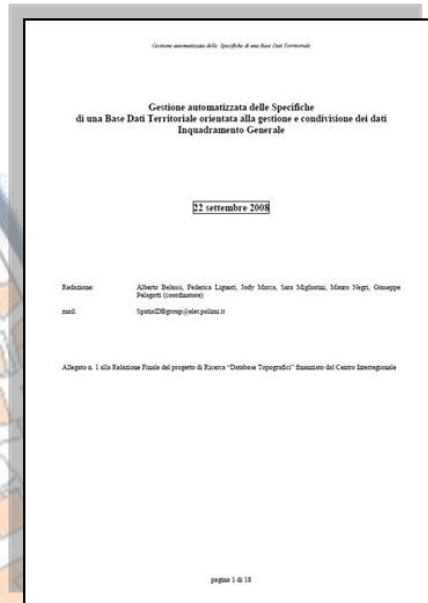 Gestione automatizzata delle Specifiche di una Base Dati Territoriale
Gestione automatizzata delle Specifiche
di una Base Dati Territoriale orientata alla gestione e condivisione dei dati
Inquadramento Generale
22 settembre 2008
Redazione: Alberto Belussi, Federica Liguori, Jody Marca, Sara Migliorini, Mauro Negri, Giuseppe
Pelagatti (coordinatore)
mail: SpatialDBgroup@elet.polimi.it
Allegato n. 1 alla Relazione Finale del progetto di Ricerca "Database Topografici" finanziato dal Centro Interregionale
pagina 1 di 18